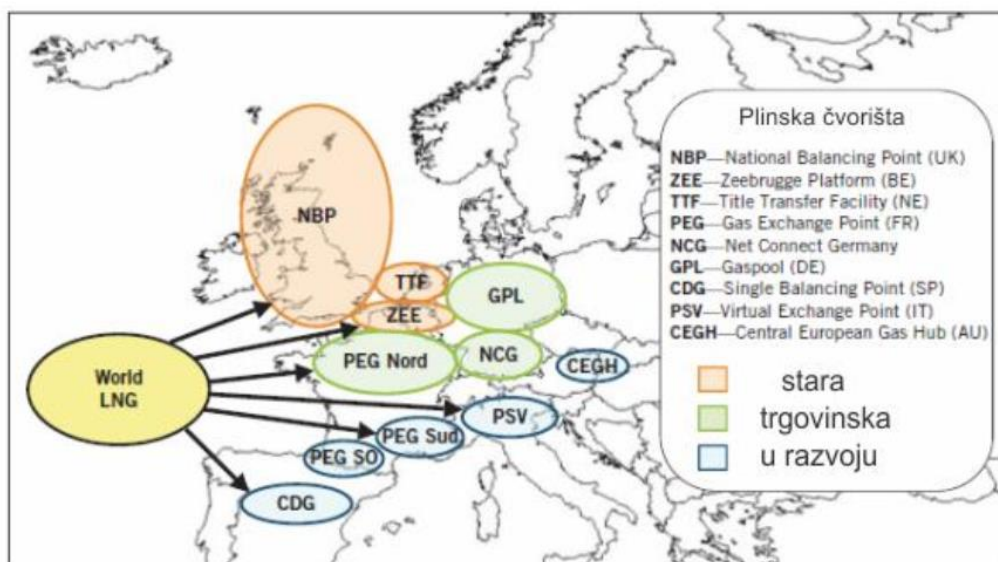 NBP
TTF
ZEE
GPL
PEG Nord
NCG
CEGH
World
LNG
PSV
PEG Sud
PEG SO
CDG
Plinska čvorišta
NBP—National Balancing Point (UK)
ZEE—Zeebrugge Platform (BE)
TTF—Title Transfer Facility (NE)
PEG—Gas Exchange Point (FR)
NCG—Net Connect Germany
GPL—Gaspool (DE)
CDG—Single Balancing Point (SP)
PSV—Virtual Exchange Point (IT)
CEGH—Central European Gas Hub (AU)
stara
trgovinska
u razvoju